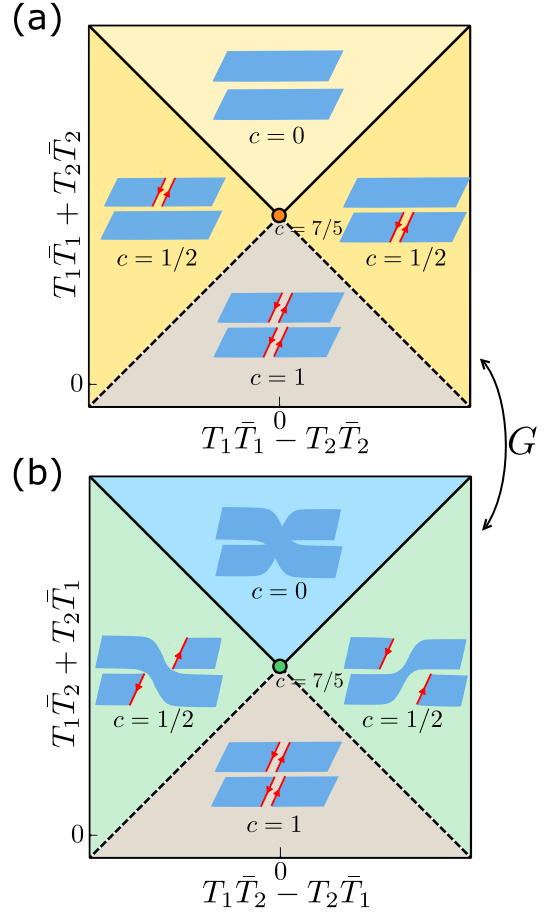 (a)
T₁T̄₁ + T₂T̄₂
c = 0
c = 1/2
c = 7/5
c = 1/2
c = 1
0
0
T₁T̄₁ − T₂T̄₂
G
(b)
T₁T̄₂ + T₂T̄₁
c = 0
c = 7/5
c = 1/2
c = 1/2
c = 1
0
0
T₁T̄₂ − T₂T̄₁